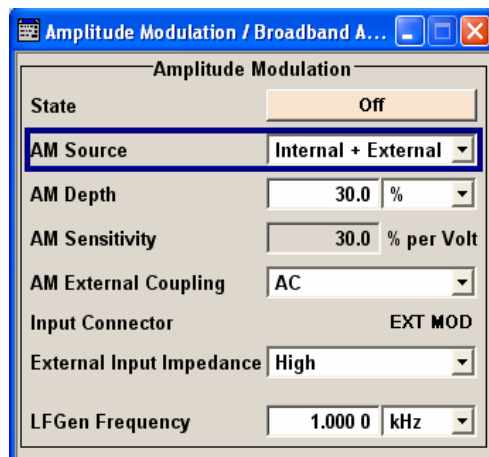 Amplitude Modulation / Broadband A...
Amplitude Modulation
State Off
AM Source Internal + External
AM Depth 30.0 %
AM Sensitivity 30.0 % per Volt
AM External Coupling AC
Input Connector EXT MOD
External Input Impedance High
LFGen Frequency 1.000 0 kHz